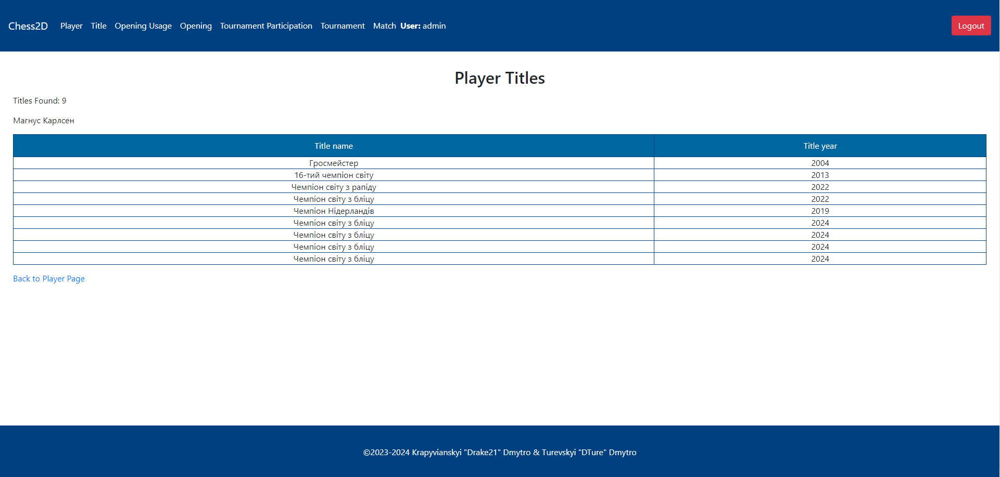 Chess2D Player Title Opening Usage Opening Tournament Participation Tournament Match User: admin Logout
Player Titles
Titles Found: 9
Магнус Карлсен
Title name Title year
Гросмейстер 2004
16-тий чемпіон світу 2013
Чемпіон світу з рапіду 2022
Чемпіон світу з бліцу 2022
Чемпіон Нідерландів 2019
Чемпіон світу з бліцу 2024
Чемпіон світу з бліцу 2024
Чемпіон світу з бліцу 2024
Чемпіон світу з бліцу 2024
Back to Player Page
©2023-2024 Krapyvianskyi "Drake21" Dmytro & Turevskyi "DTure" Dmytro